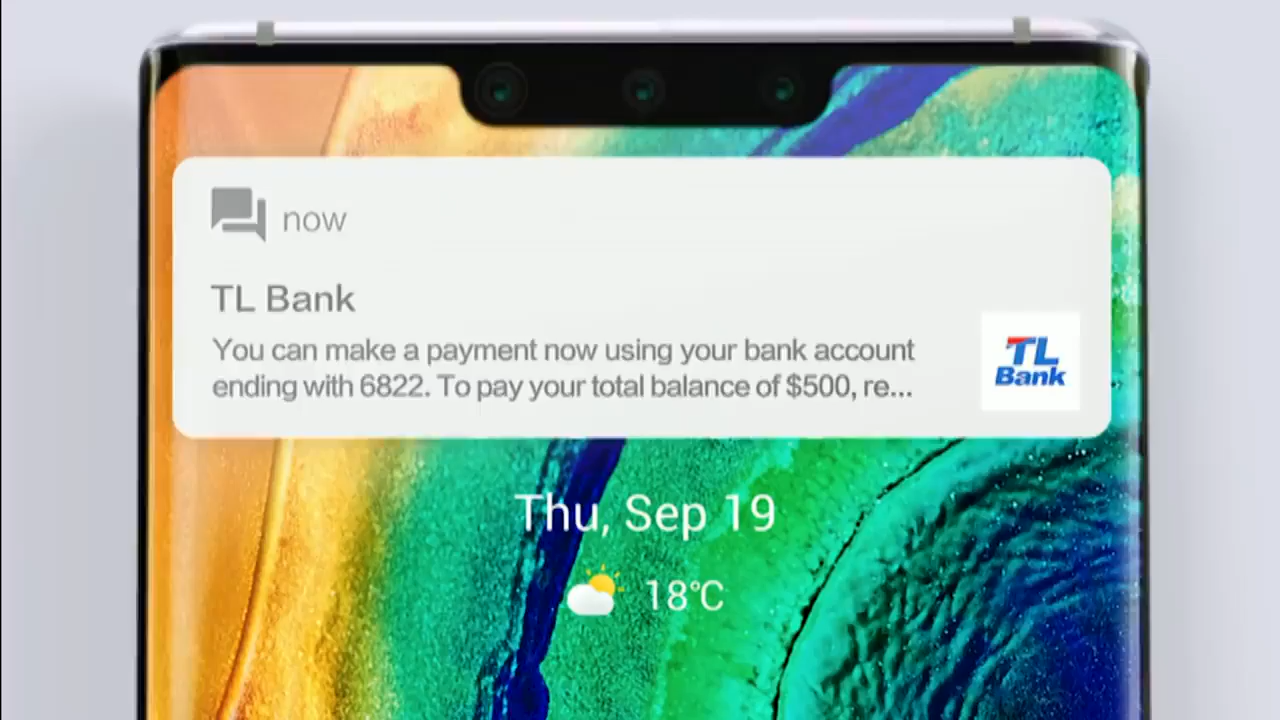 now
TL Bank
You can make a payment now using your bank account
ending with 6822. To pay your total balance of $500, re...
TL
Bank
Thu, Sep 19
18°C